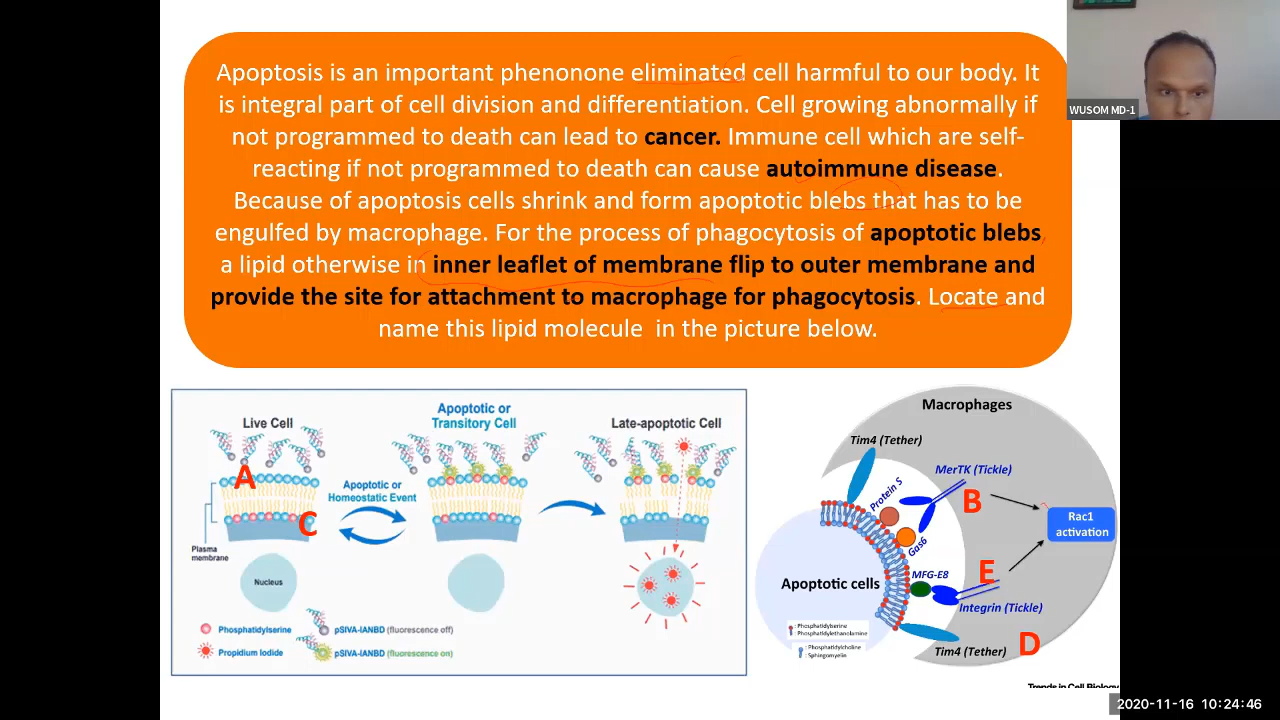 Apoptosis is an important phenonone eliminated cell harmful to our body. It
is integral part of cell division and differentiation. Cell growing abnormally if
not programmed to death can lead to cancer. Immune cell which are self-
reacting if not programmed to death can cause autoimmune disease.
Because of apoptosis cells shrink and form apoptotic blebs that has to be
engulfed by macrophage. For the process of phagocytosis of apoptotic blebs,
a lipid otherwise in inner leaflet of membrane flip to outer membrane and
provide the site for attachment to macrophage for phagocytosis. Locate and
name this lipid molecule in the picture below.
WUSOM MD-1
Live Cell
Apoptotic or
Transitory Cell
Late-apoptotic Cell
A
C
Apoptotic or
Homeostatic Event
Plasma
membrane
Nucleus
Phosphatidylserine
pSIVA-IANBD (fluorescence off)
Propidium Iodide
pSIVA-IANBD (fluorescence on)
Macrophages
Tim4 (Tether)
MerTK (Tickle)
Protein S
B
Rac1
activation
Gas6
Apoptotic cells
MFG-E8
E
Integrin (Tickle)
: Phosphatidylserine
: Phosphatidylethanolamine
: Phosphatidylcholine
: Sphingomyelin
Tim4 (Tether)
D
Trends in Cell Biology
2020-11-16 10:24:46